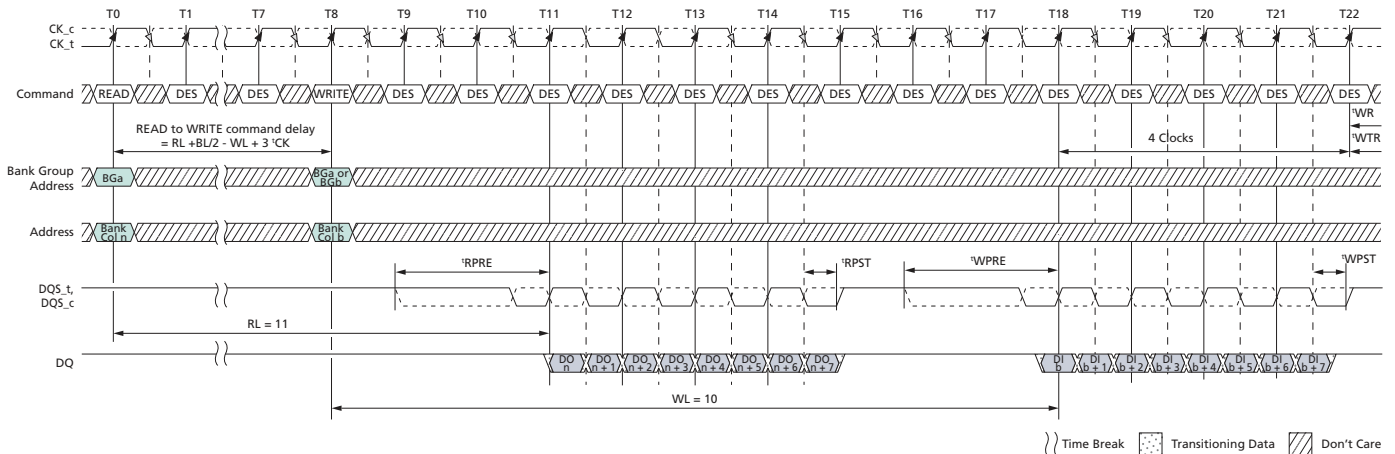 T0 T1 T7 T8 T9 T10 T11 T12 T13 T14 T15 T16 T17 T18 T19 T20 T21 T22
CK_c
CK_t
Command READ DES DES WRITE DES DES DES DES DES DES DES DES DES DES DES DES DES DES
tWR
READ to WRITE command delay
= RL +BL/2 - WL + 3 tCK
4 Clocks tWTR
Bank Group
Address
BGa
BGa or
BGb
Address
Bank
Col n
Bank
Col b
tRPRE tRPST tWPRE tWPST
DQS_t,
DQS_c
RL = 11
DQ
DO
n
DO
n + 1
DO
n + 2
DO
n + 3
DO
n + 4
DO
n + 5
DO
n + 6
DO
n + 7
DI
b
DI
b + 1
DI
b + 2
DI
b + 3
DI
b + 4
DI
b + 5
DI
b + 6
DI
b + 7
WL = 10
Time Break Transitioning Data Don't Care